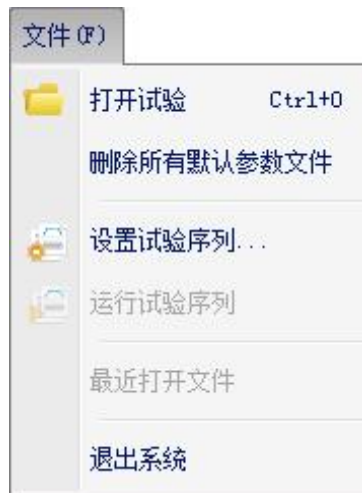 文件(F)
打开试验 Ctrl+O
删除所有默认参数文件
设置试验序列...
运行试验序列
最近打开文件
退出系统